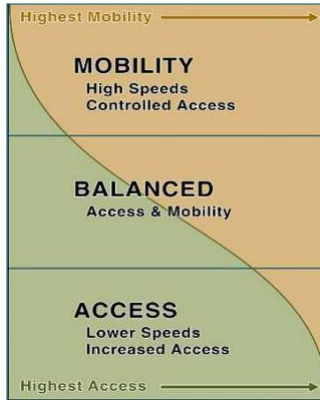 Highest Mobility
MOBILITY
High Speeds
Controlled Access
BALANCED
Access & Mobility
ACCESS
Lower Speeds
Increased Access
Highest Access